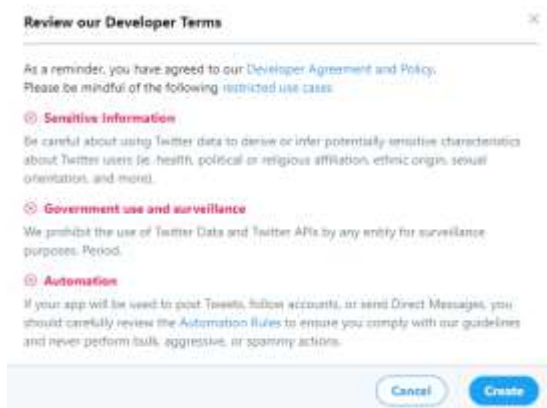 Review our Developer Terms
As a reminder, you have agreed to our Developer Agreement and Policy.
Please be mindful of the following restricted use cases
Sensitive Information
Be careful about using Twitter data to derive or infer potentially sensitive characteristics
about Twitter users (ie. health, political or religious affiliation, ethnic origin, sexual
orientation, and more).
Government use and surveillance
We prohibit the use of Twitter Data and Twitter APIs by any entity for surveillance
purposes. Period.
Automation
If your app will be used to post Tweets, follow accounts, or send Direct Messages, you
should carefully review the Automation Rules to ensure you comply with our guidelines
and never perform bulk, aggressive, or spammy actions.
Cancel
Create